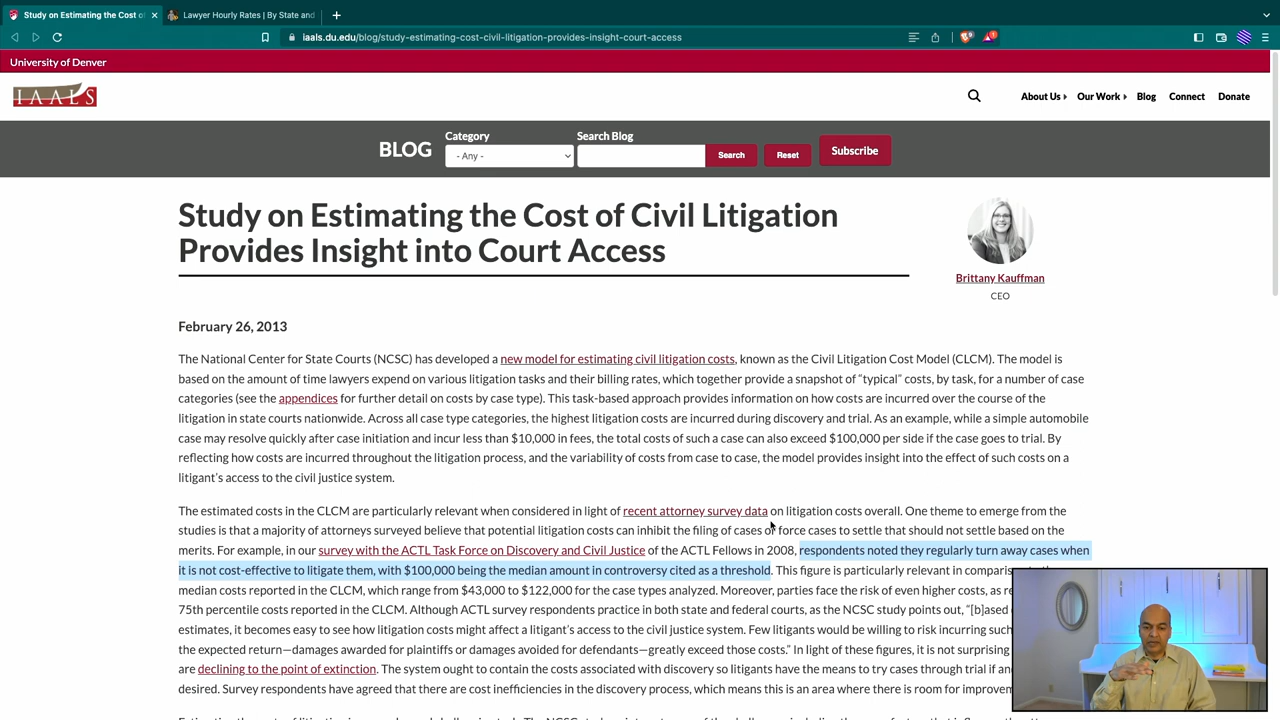 Study on Estimating the Cost of
Lawyer Hourly Rates | By State and
iaals.du.edu/blog/study-estimating-cost-civil-litigation-provides-insight-court-access
University of Denver
IAALS
About Us
Our Work
Blog
Connect
Donate
BLOG
Category
- Any -
Search Blog
Search
Reset
Subscribe
Study on Estimating the Cost of Civil Litigation
Provides Insight into Court Access
Brittany Kauffman
CEO
February 26, 2013
The National Center for State Courts (NCSC) has developed a new model for estimating civil litigation costs, known as the Civil Litigation Cost Model (CLCM). The model is
based on the amount of time lawyers expend on various litigation tasks and their billing rates, which together provide a snapshot of “typical” costs, by task, for a number of case
categories (see the appendices for further detail on costs by case type). This task-based approach provides information on how costs are incurred over the course of the
litigation in state courts nationwide. Across all case type categories, the highest litigation costs are incurred during discovery and trial. As an example, while a simple automobile
case may resolve quickly after case initiation and incur less than $10,000 in fees, the total costs of such a case can also exceed $100,000 per side if the case goes to trial. By
reflecting how costs are incurred throughout the litigation process, and the variability of costs from case to case, the model provides insight into the effect of such costs on a
litigant’s access to the civil justice system.
The estimated costs in the CLCM are particularly relevant when considered in light of recent attorney survey data on litigation costs overall. One theme to emerge from the
studies is that a majority of attorneys surveyed believe that potential litigation costs can inhibit the filing of cases or force cases to settle that should not settle based on the
merits. For example, in our survey with the ACTL Task Force on Discovery and Civil Justice of the ACTL Fellows in 2008, respondents noted they regularly turn away cases when
it is not cost-effective to litigate them, with $100,000 being the median amount in controversy cited as a threshold. This figure is particularly relevant in
median costs reported in the CLCM, which range from $43,000 to $122,000 for the case types analyzed. Moreover, parties face the risk of even higher costs, as
75th percentile costs reported in the CLCM. Although ACTL survey respondents practice in both state and federal courts, as the NCSC study points out, “[b]ased
estimates, it becomes easy to see how litigation costs might affect a litigant’s access to the civil justice system. Few litigants would be willing to risk incurring such
the expected return—damages awarded for plaintiffs or damages avoided for defendants—greatly exceed those costs.” In light of these figures, it is not
are declining to the point of extinction. The system ought to contain the costs associated with discovery so litigants have the means to try cases through trial if
desired. Survey respondents have agreed that there are cost inefficiencies in the discovery process, which means this is an area where there is room for